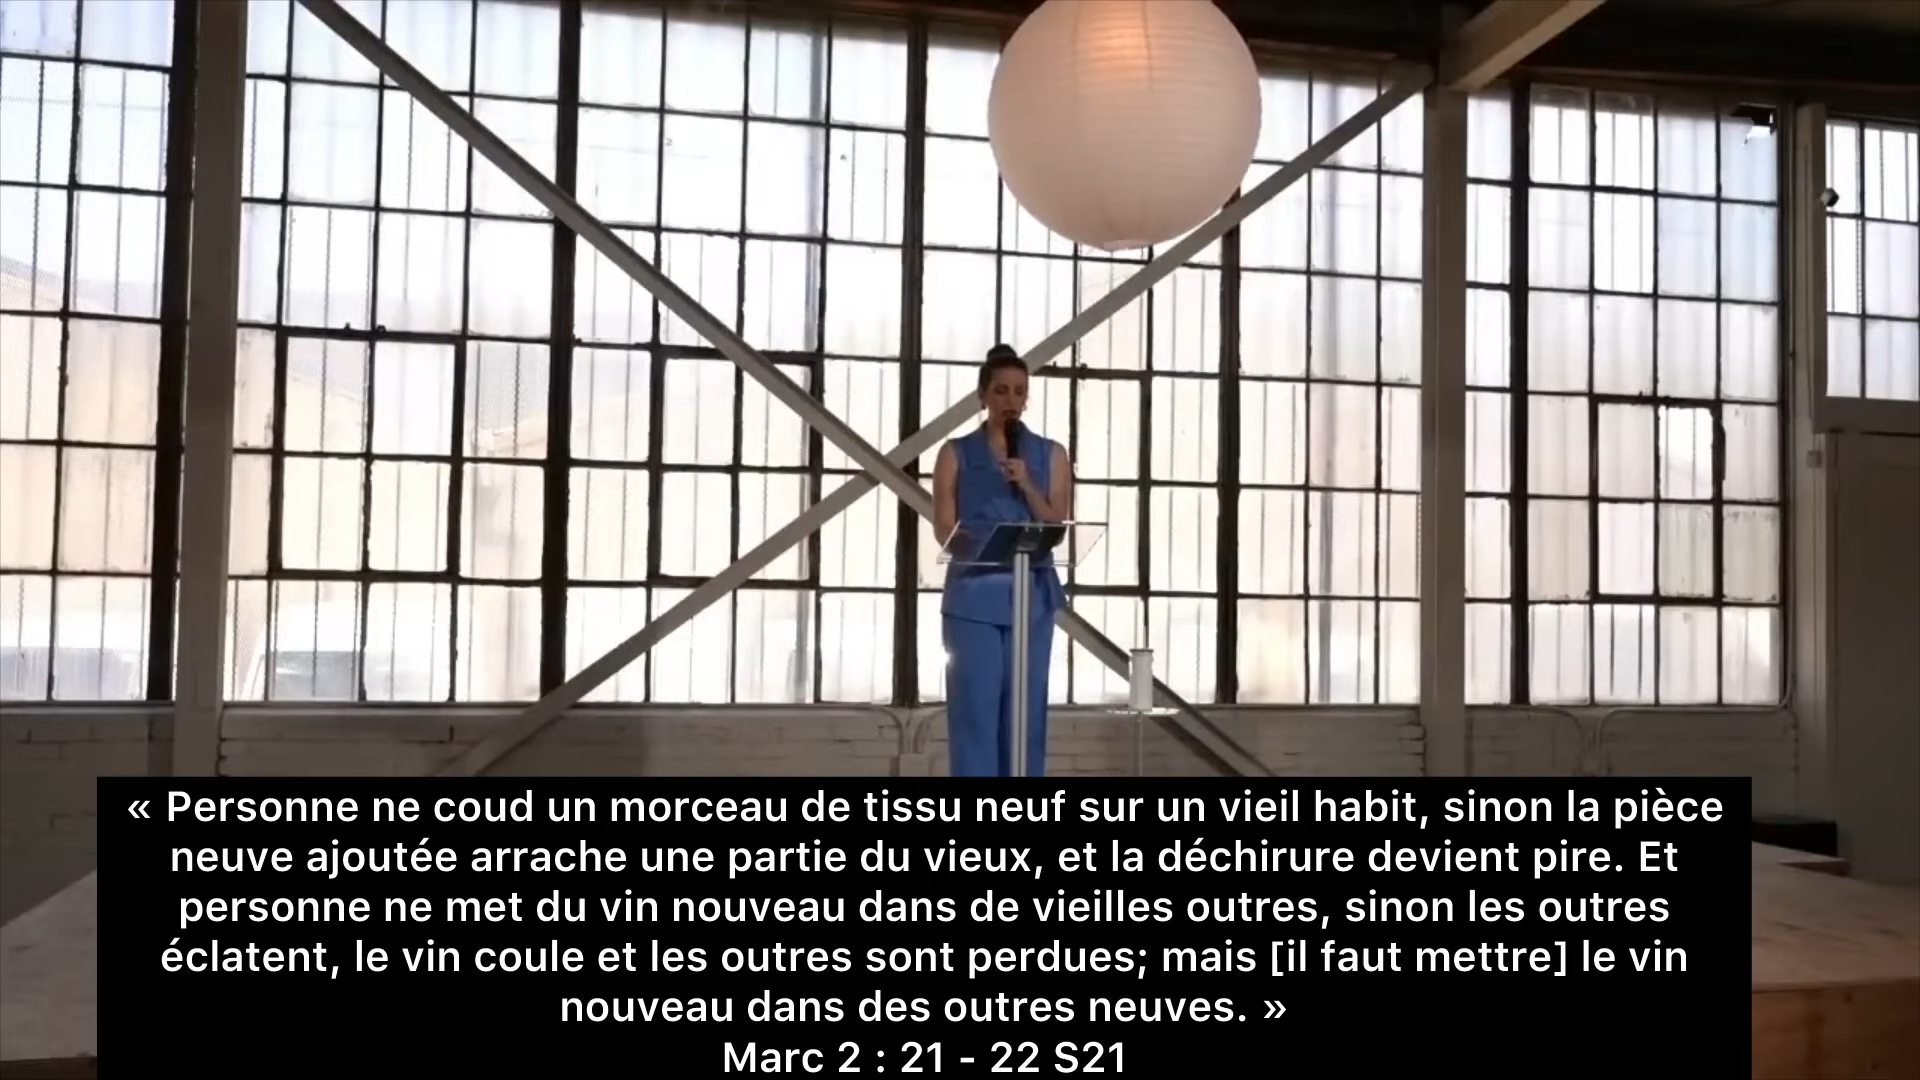 « Personne ne coud un morceau de tissu neuf sur un vieil habit, sinon la pièce
neuve ajoutée arrache une partie du vieux, et la déchirure devient pire. Et
personne ne met du vin nouveau dans de vieilles outres, sinon les outres
éclatent, le vin coule et les outres sont perdues; mais [il faut mettre] le vin
nouveau dans des outres neuves. »
Marc 2 : 21 - 22 S21